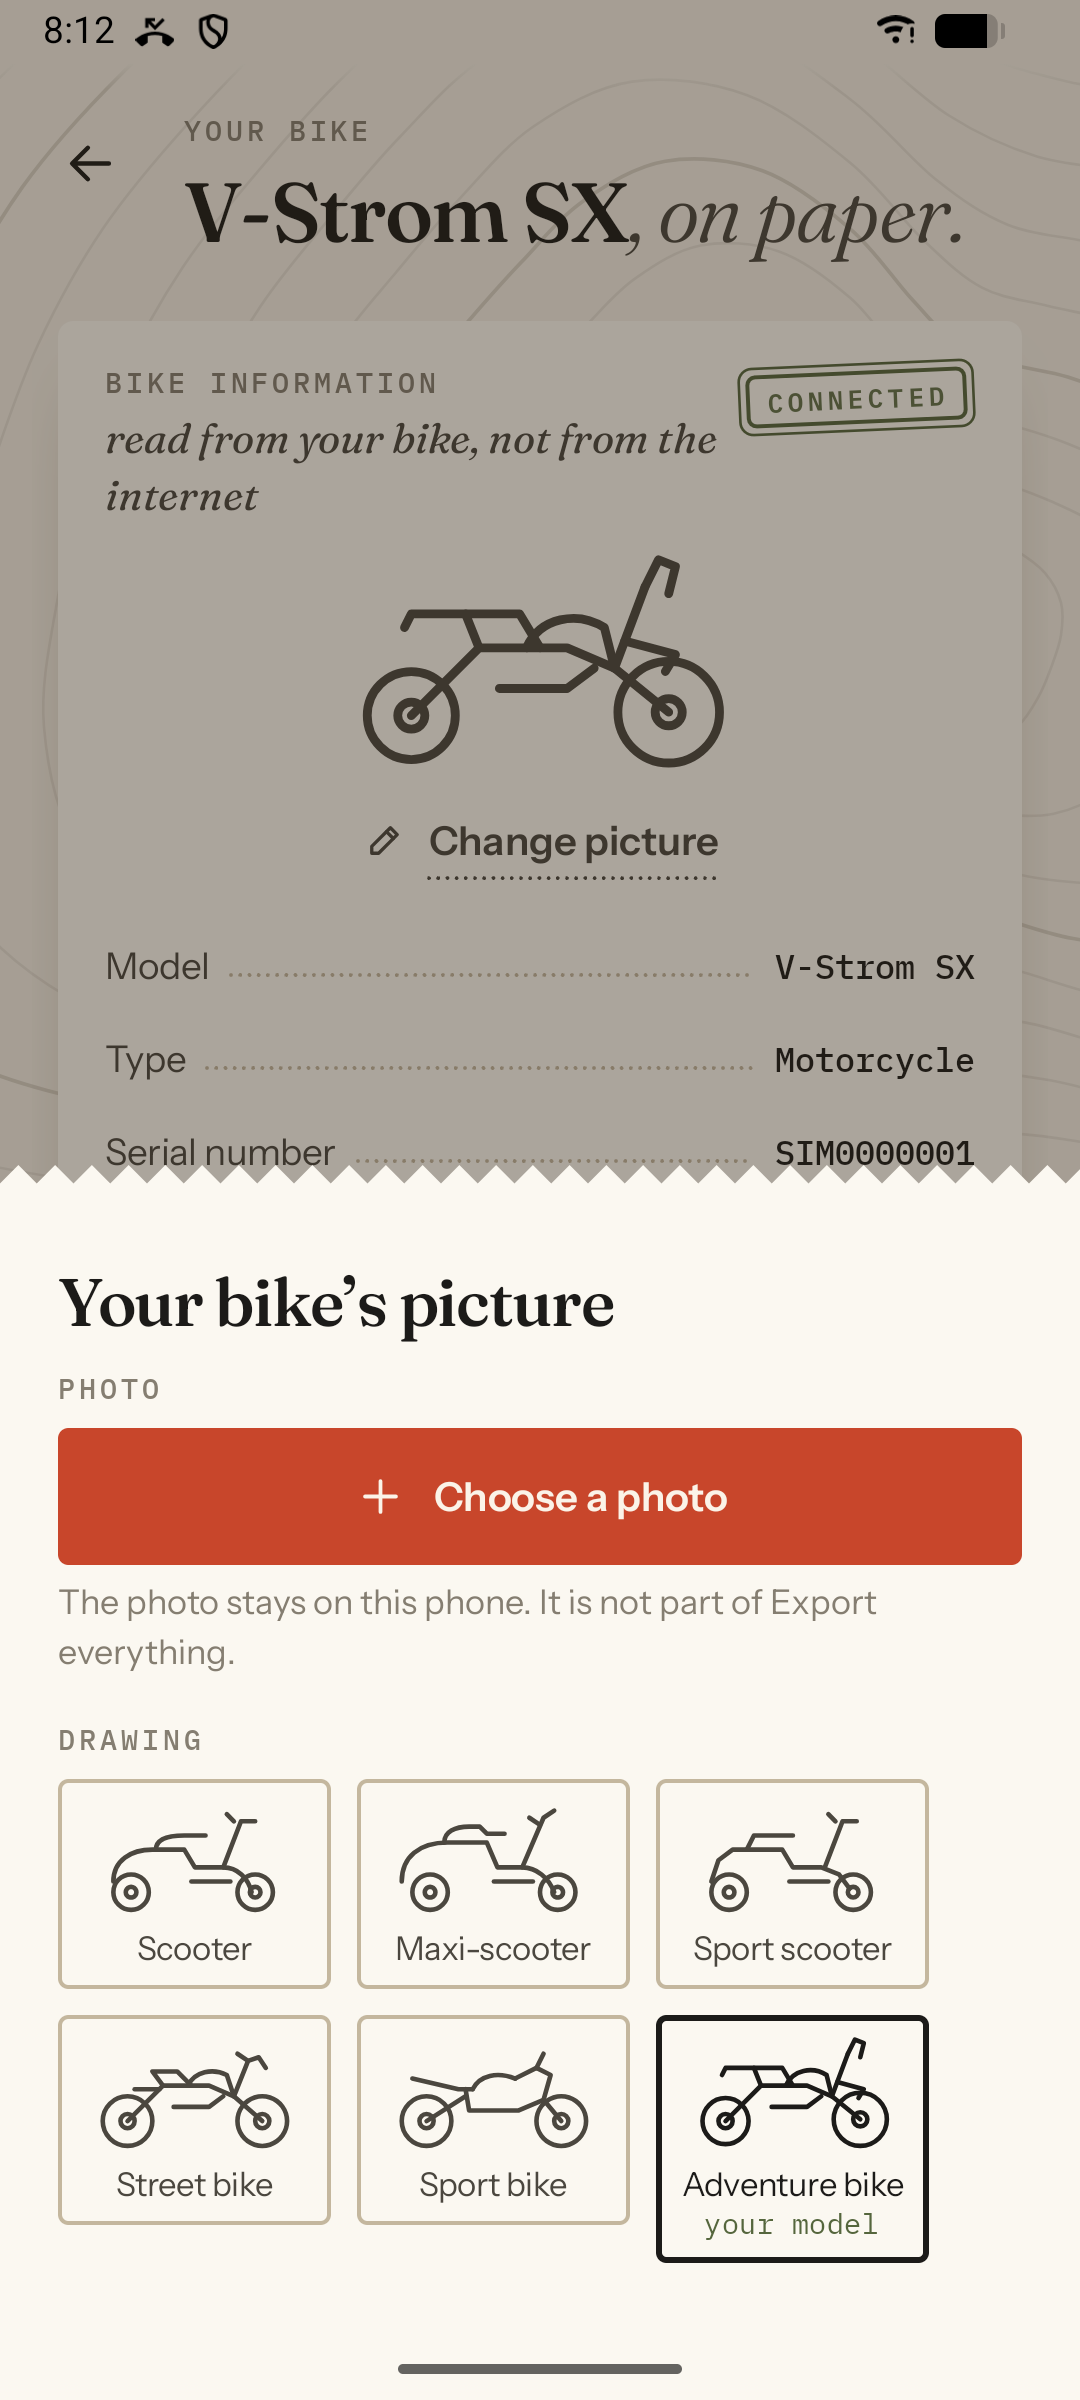 8:12
YOUR BIKE
V-Strom SX, on paper.
BIKE INFORMATION
CONNECTED
read from your bike, not from the
internet
Change picture
Model V-Strom SX
Type Motorcycle
Serial number SIM0000001
Your bike’s picture
PHOTO
Choose a photo
The photo stays on this phone. It is not part of Export
everything.
DRAWING
Scooter
Maxi-scooter
Sport scooter
Street bike
Sport bike
Adventure bike
your model